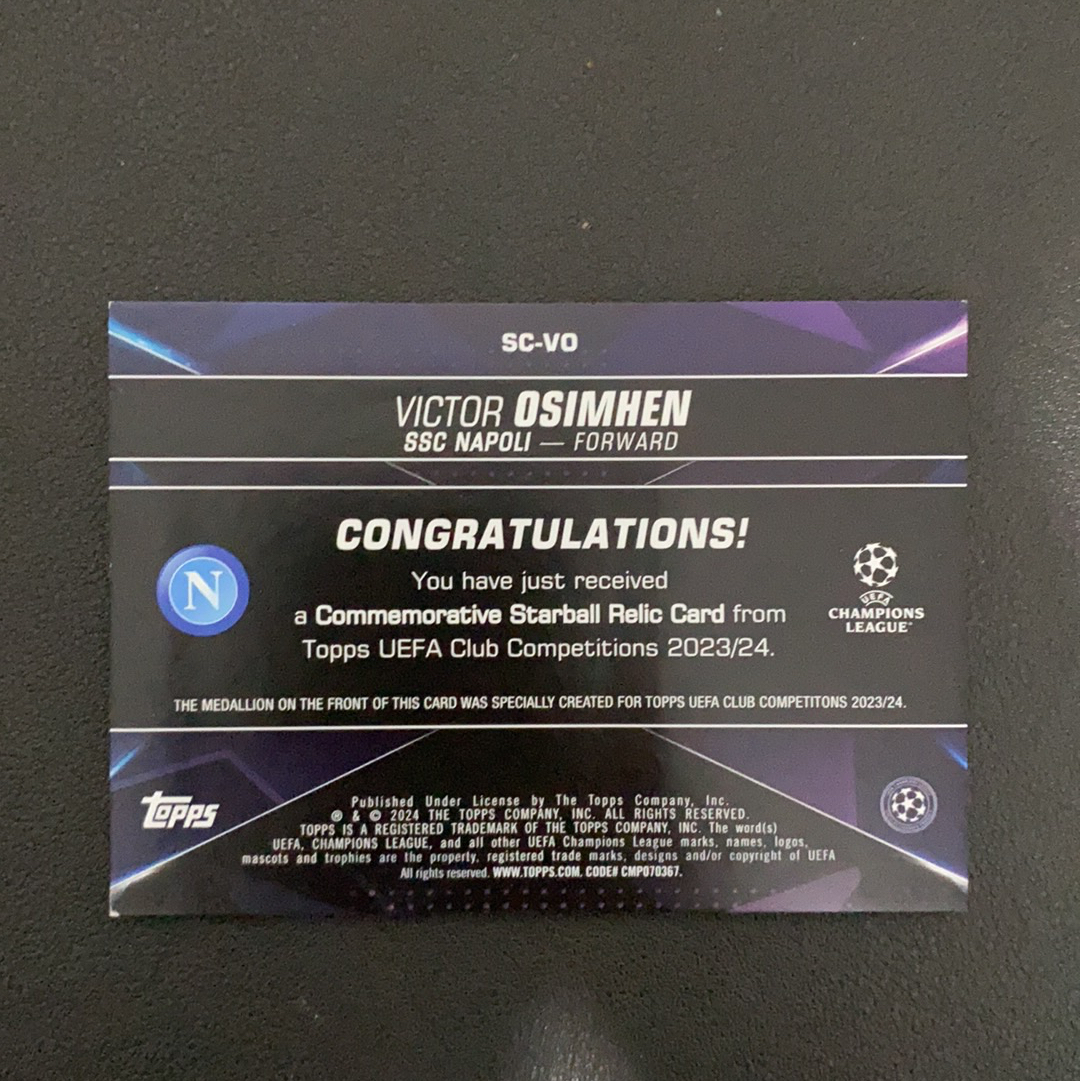 SC-VO
VICTOR OSIMHEN
SSC NAPOLI — FORWARD
CONGRATULATIONS!
You have just received
a Commemorative Starball Relic Card from
Topps UEFA Club Competitions 2023/24.
N
UEFA
CHAMPIONS
LEAGUE™
THE MEDALLION ON THE FRONT OF THIS CARD WAS SPECIALLY CREATED FOR TOPPS UEFA CLUB COMPETITONS 2023/24.
topps
Published Under License by The Topps Company, Inc.
® & © 2024 THE TOPPS COMPANY, INC. ALL RIGHTS RESERVED.
TOPPS IS A REGISTERED TRADEMARK OF THE TOPPS COMPANY, INC. The word(s)
UEFA, CHAMPIONS LEAGUE, and all other UEFA Champions League marks, names, logos,
mascots and trophies are the property, registered trade marks, designs and/or copyright of UEFA
All rights reserved. WWW.TOPPS.COM. CODE# CMP070367.